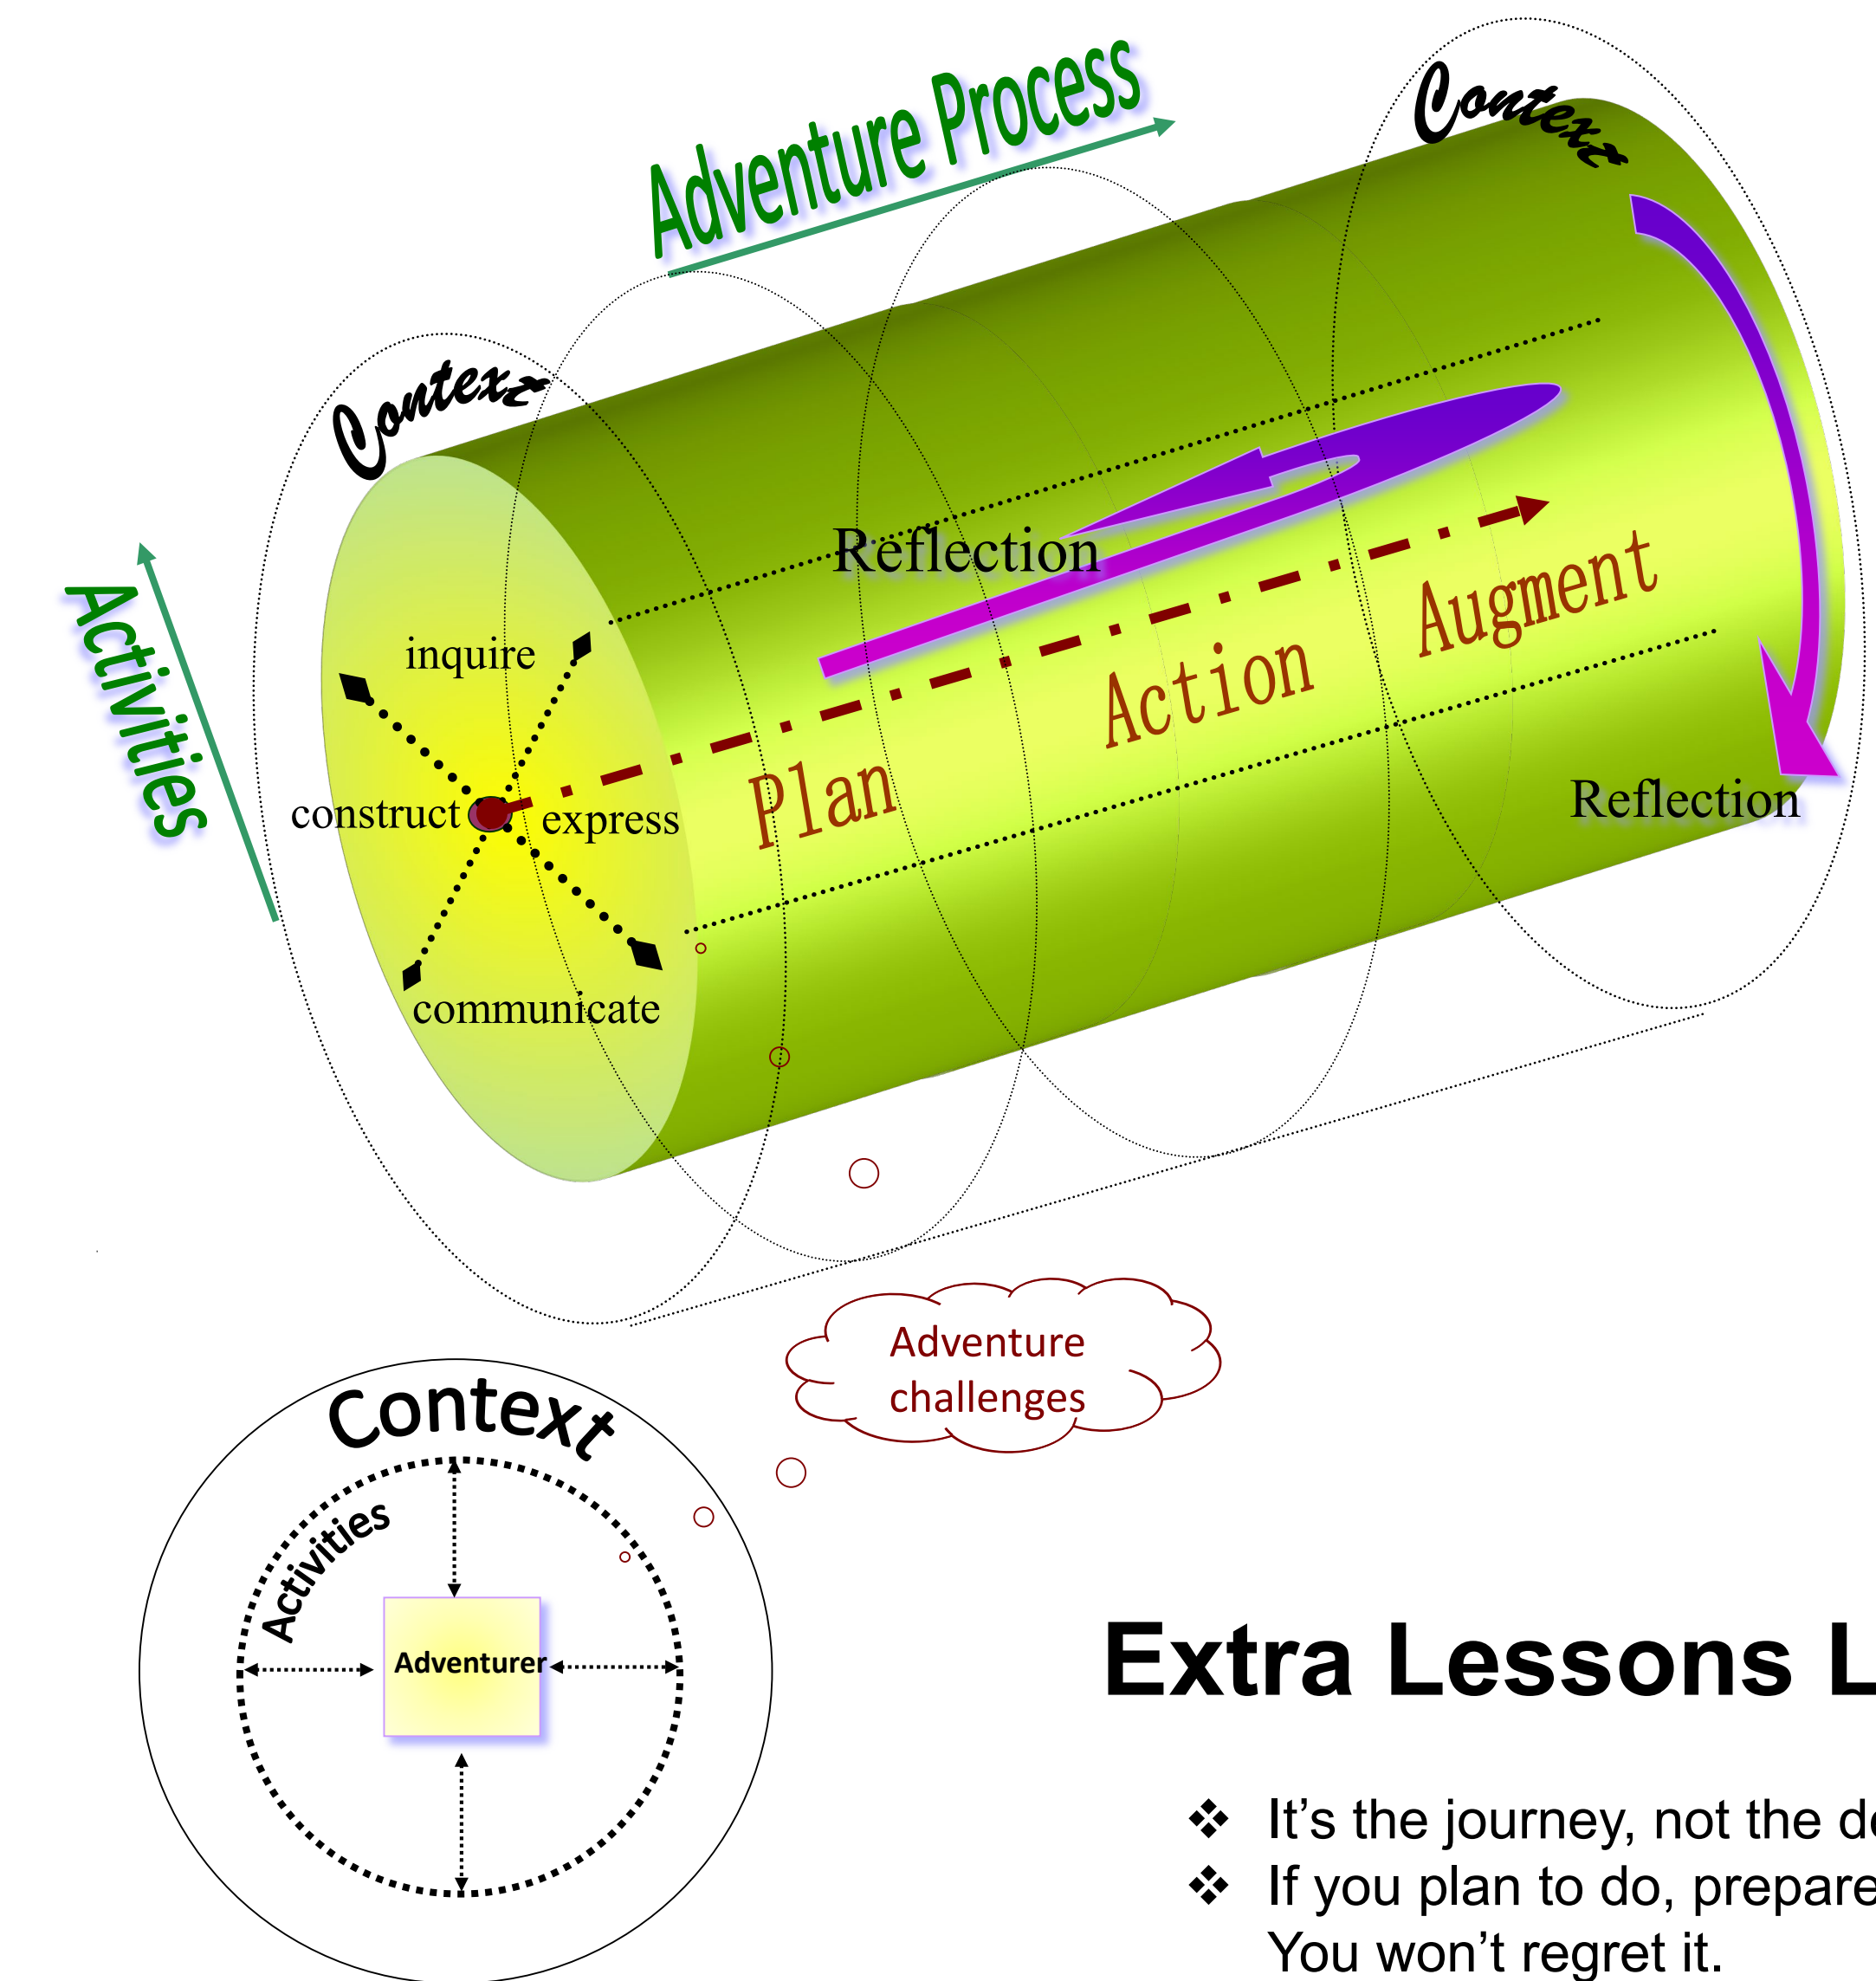 Adventure Process
Context
Context
Activities
Reflection
inquire
construct
express
communicate
Plan
Action
Augment
Reflection
Adventure
challenges
Context
Activities
Adventurer
Extra Lessons
It’s the journey, not the
If you plan to do, prepare
You won’t regret it.